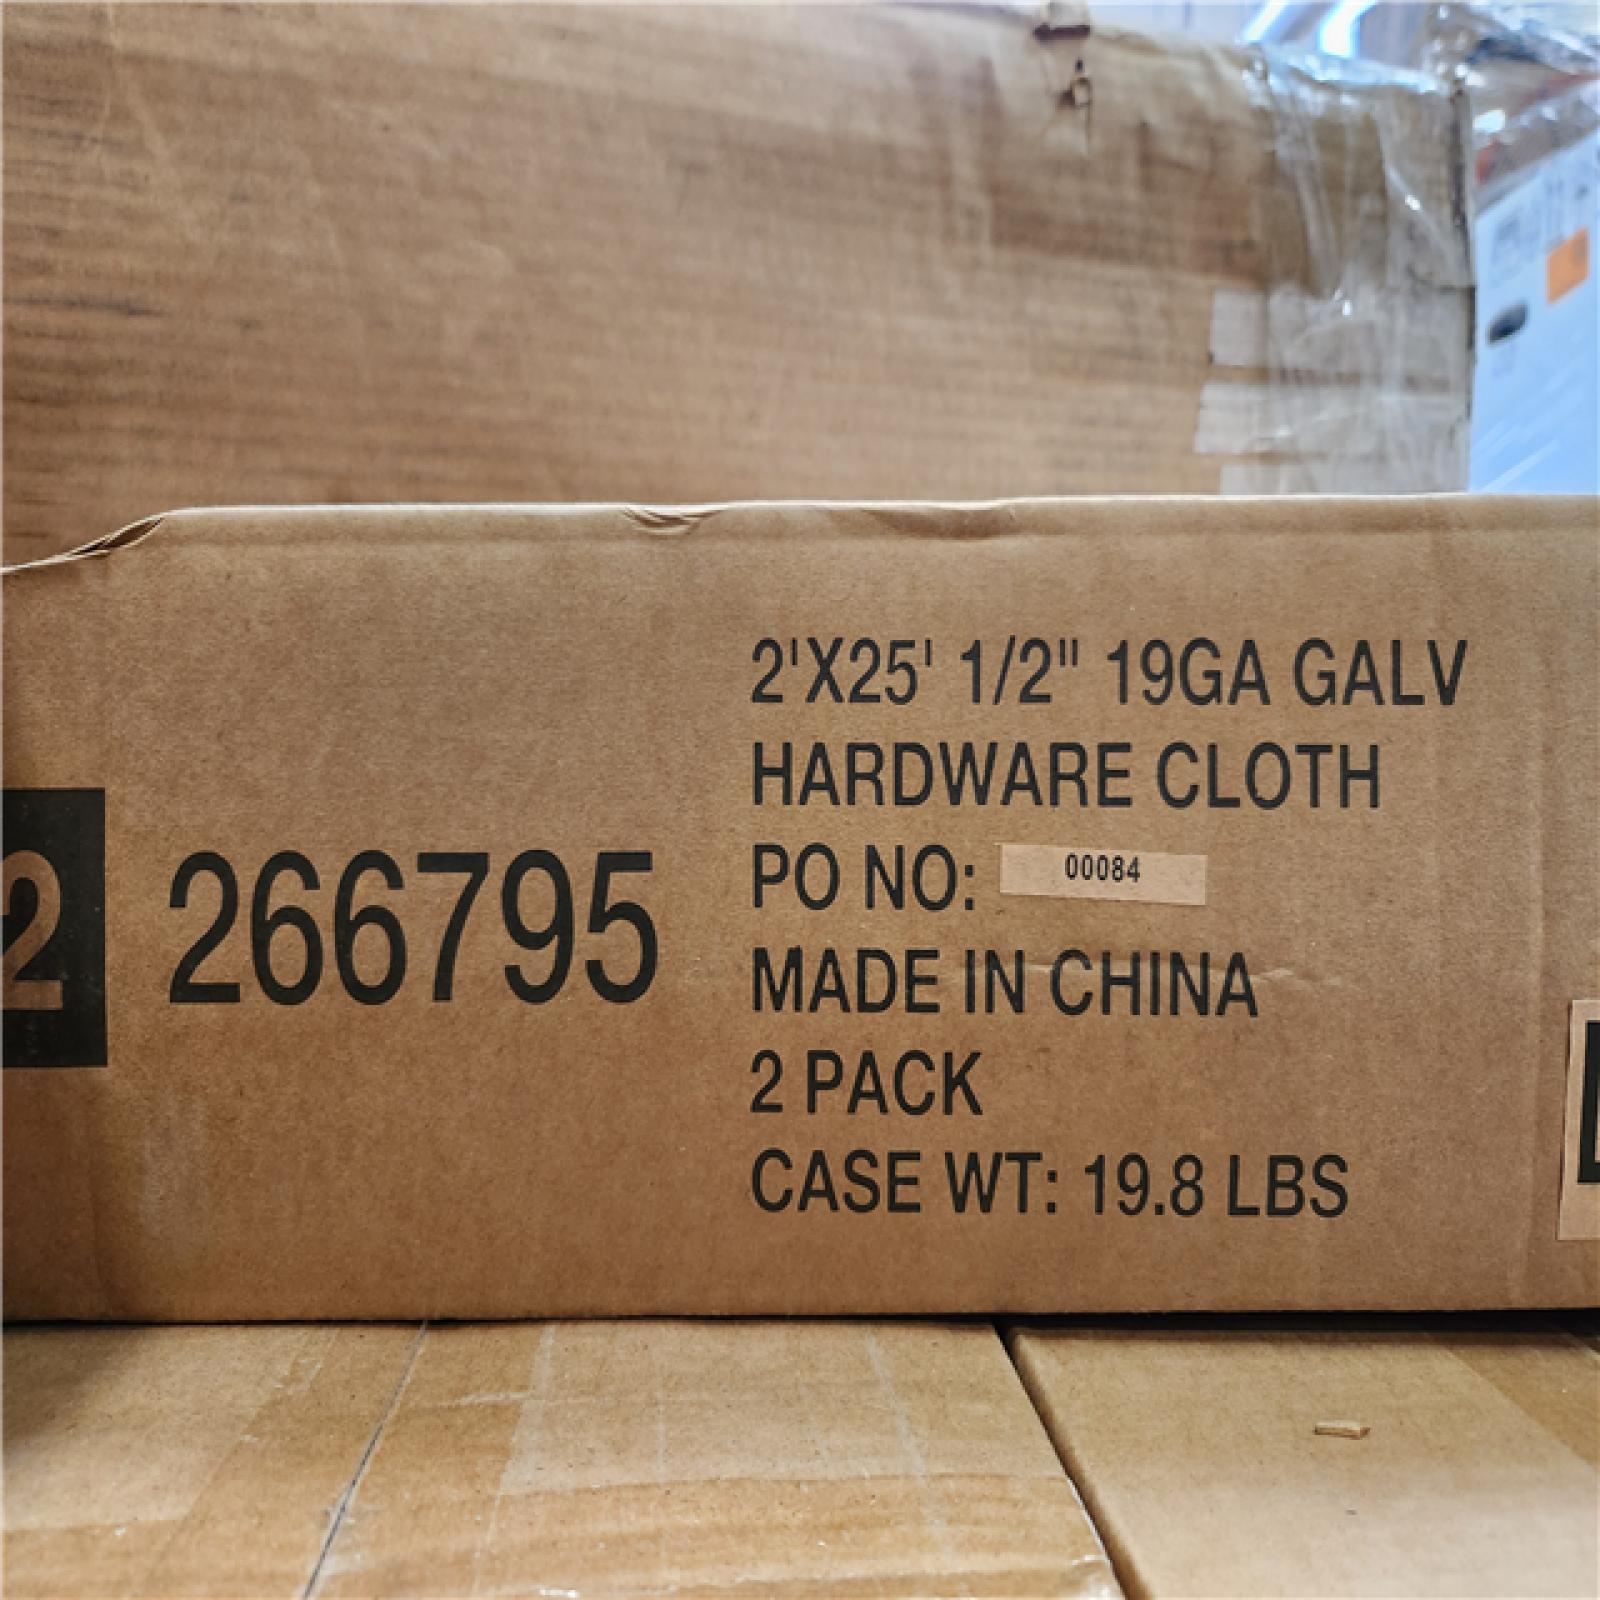 2
266795
2'X25' 1/2" 19GA GALV
HARDWARE CLOTH
PO NO: 00084
MADE IN CHINA
2 PACK
CASE WT: 19.8 LBS